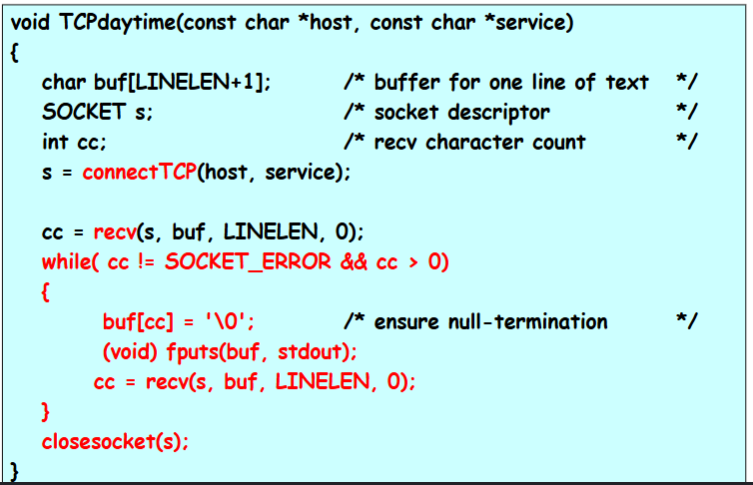 void TCPdaytime(const char *host, const char *service)
{
char buf[LINELEN+1]; /* buffer for one line of text */
SOCKET s; /* socket descriptor */
int cc; /* recv character count */
s = connectTCP(host, service);
cc = recv(s, buf, LINELEN, 0);
while( cc != SOCKET_ERROR && cc > 0)
{
buf[cc] = '\0'; /* ensure null-termination */
(void) fputs(buf, stdout);
cc = recv(s, buf, LINELEN, 0);
}
closesocket(s);
}